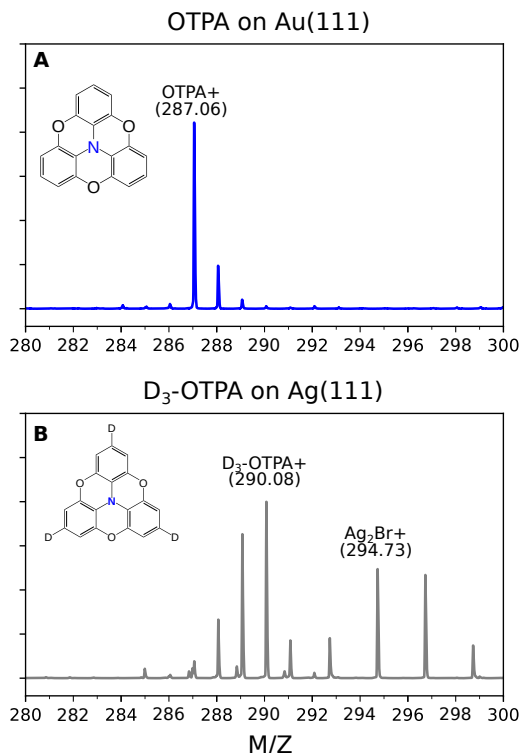 OTPA on Au(111)
A
OTPA+
(287.06)
O O
N
O
280 282 284 286 288 290 292 294 296 298 300
D₃-OTPA on Ag(111)
B
D
D₃-OTPA+
(290.08)
O O
N
Ag₂Br+
(294.73)
D O D
280 282 284 286 288 290 292 294 296 298 300
M/Z